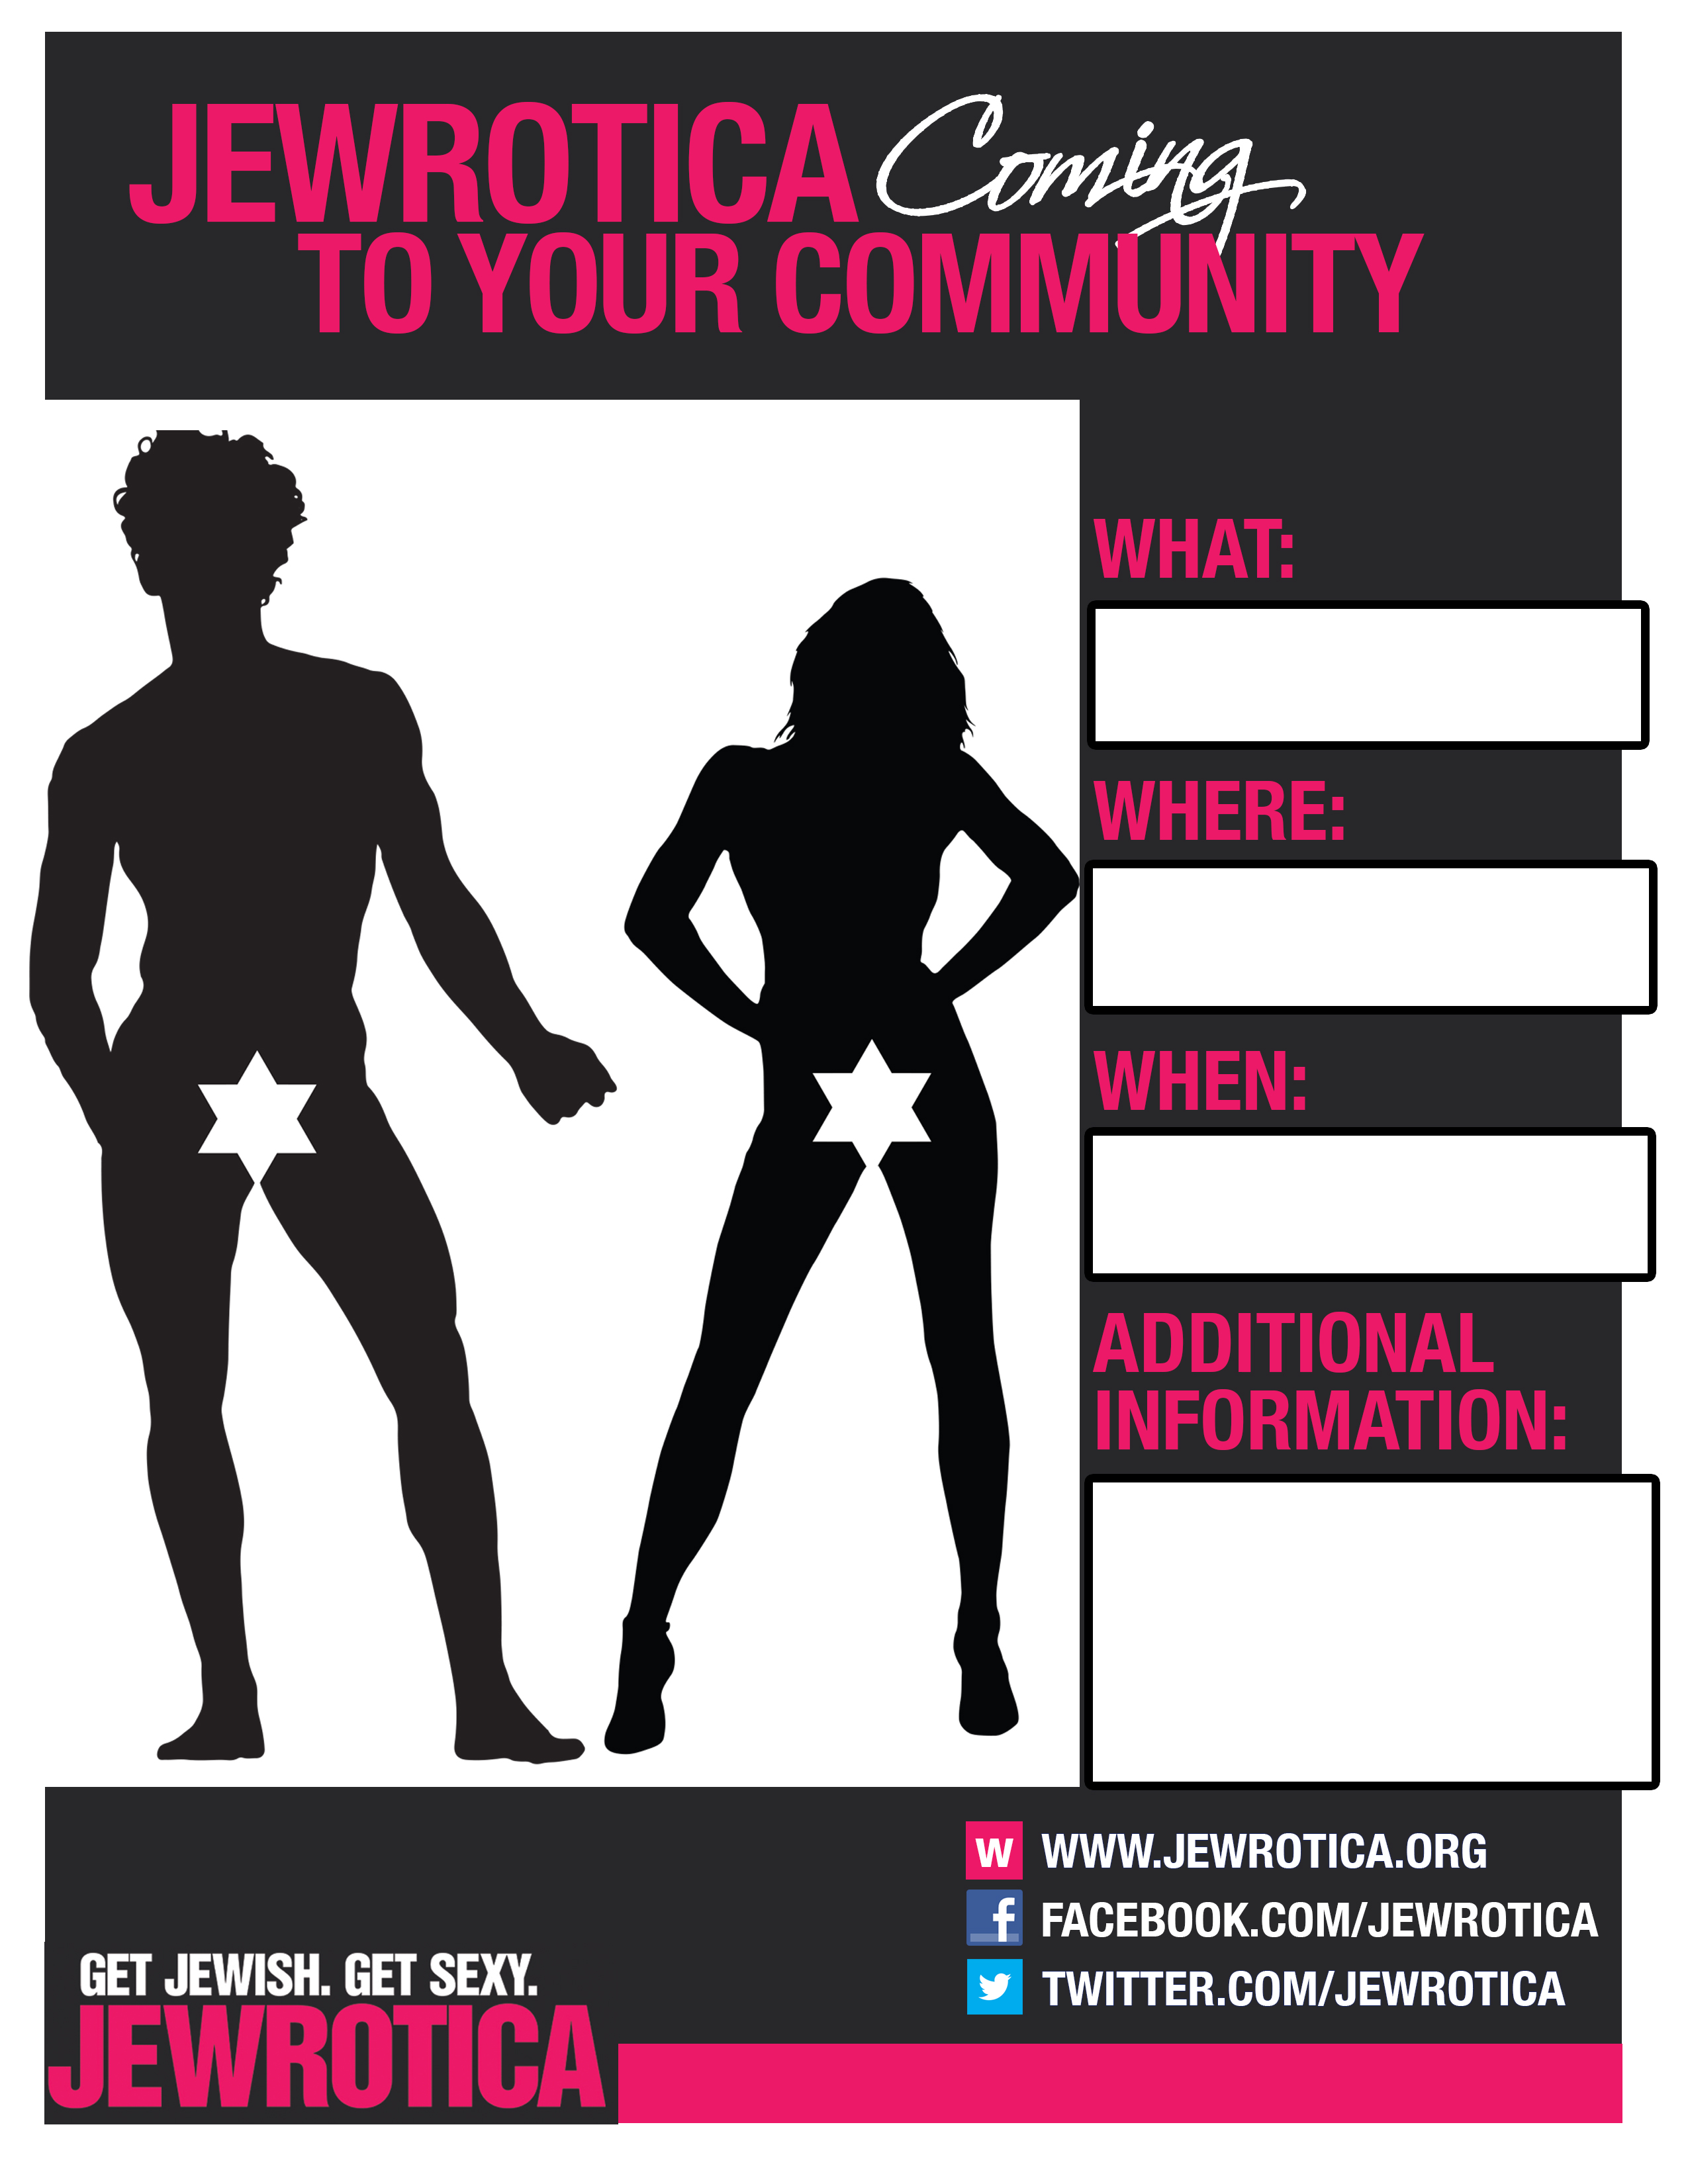 JEWROTICA Coming
TO YOUR COMMUNITY
WHAT:
WHERE:
WHEN:
ADDITIONAL
INFORMATION:
W WWW.JEWROTICA.ORG
f FACEBOOK.COM/JEWROTICA
TWITTER.COM/JEWROTICA
GET JEWISH. GET SEXY.
JEWROTICA